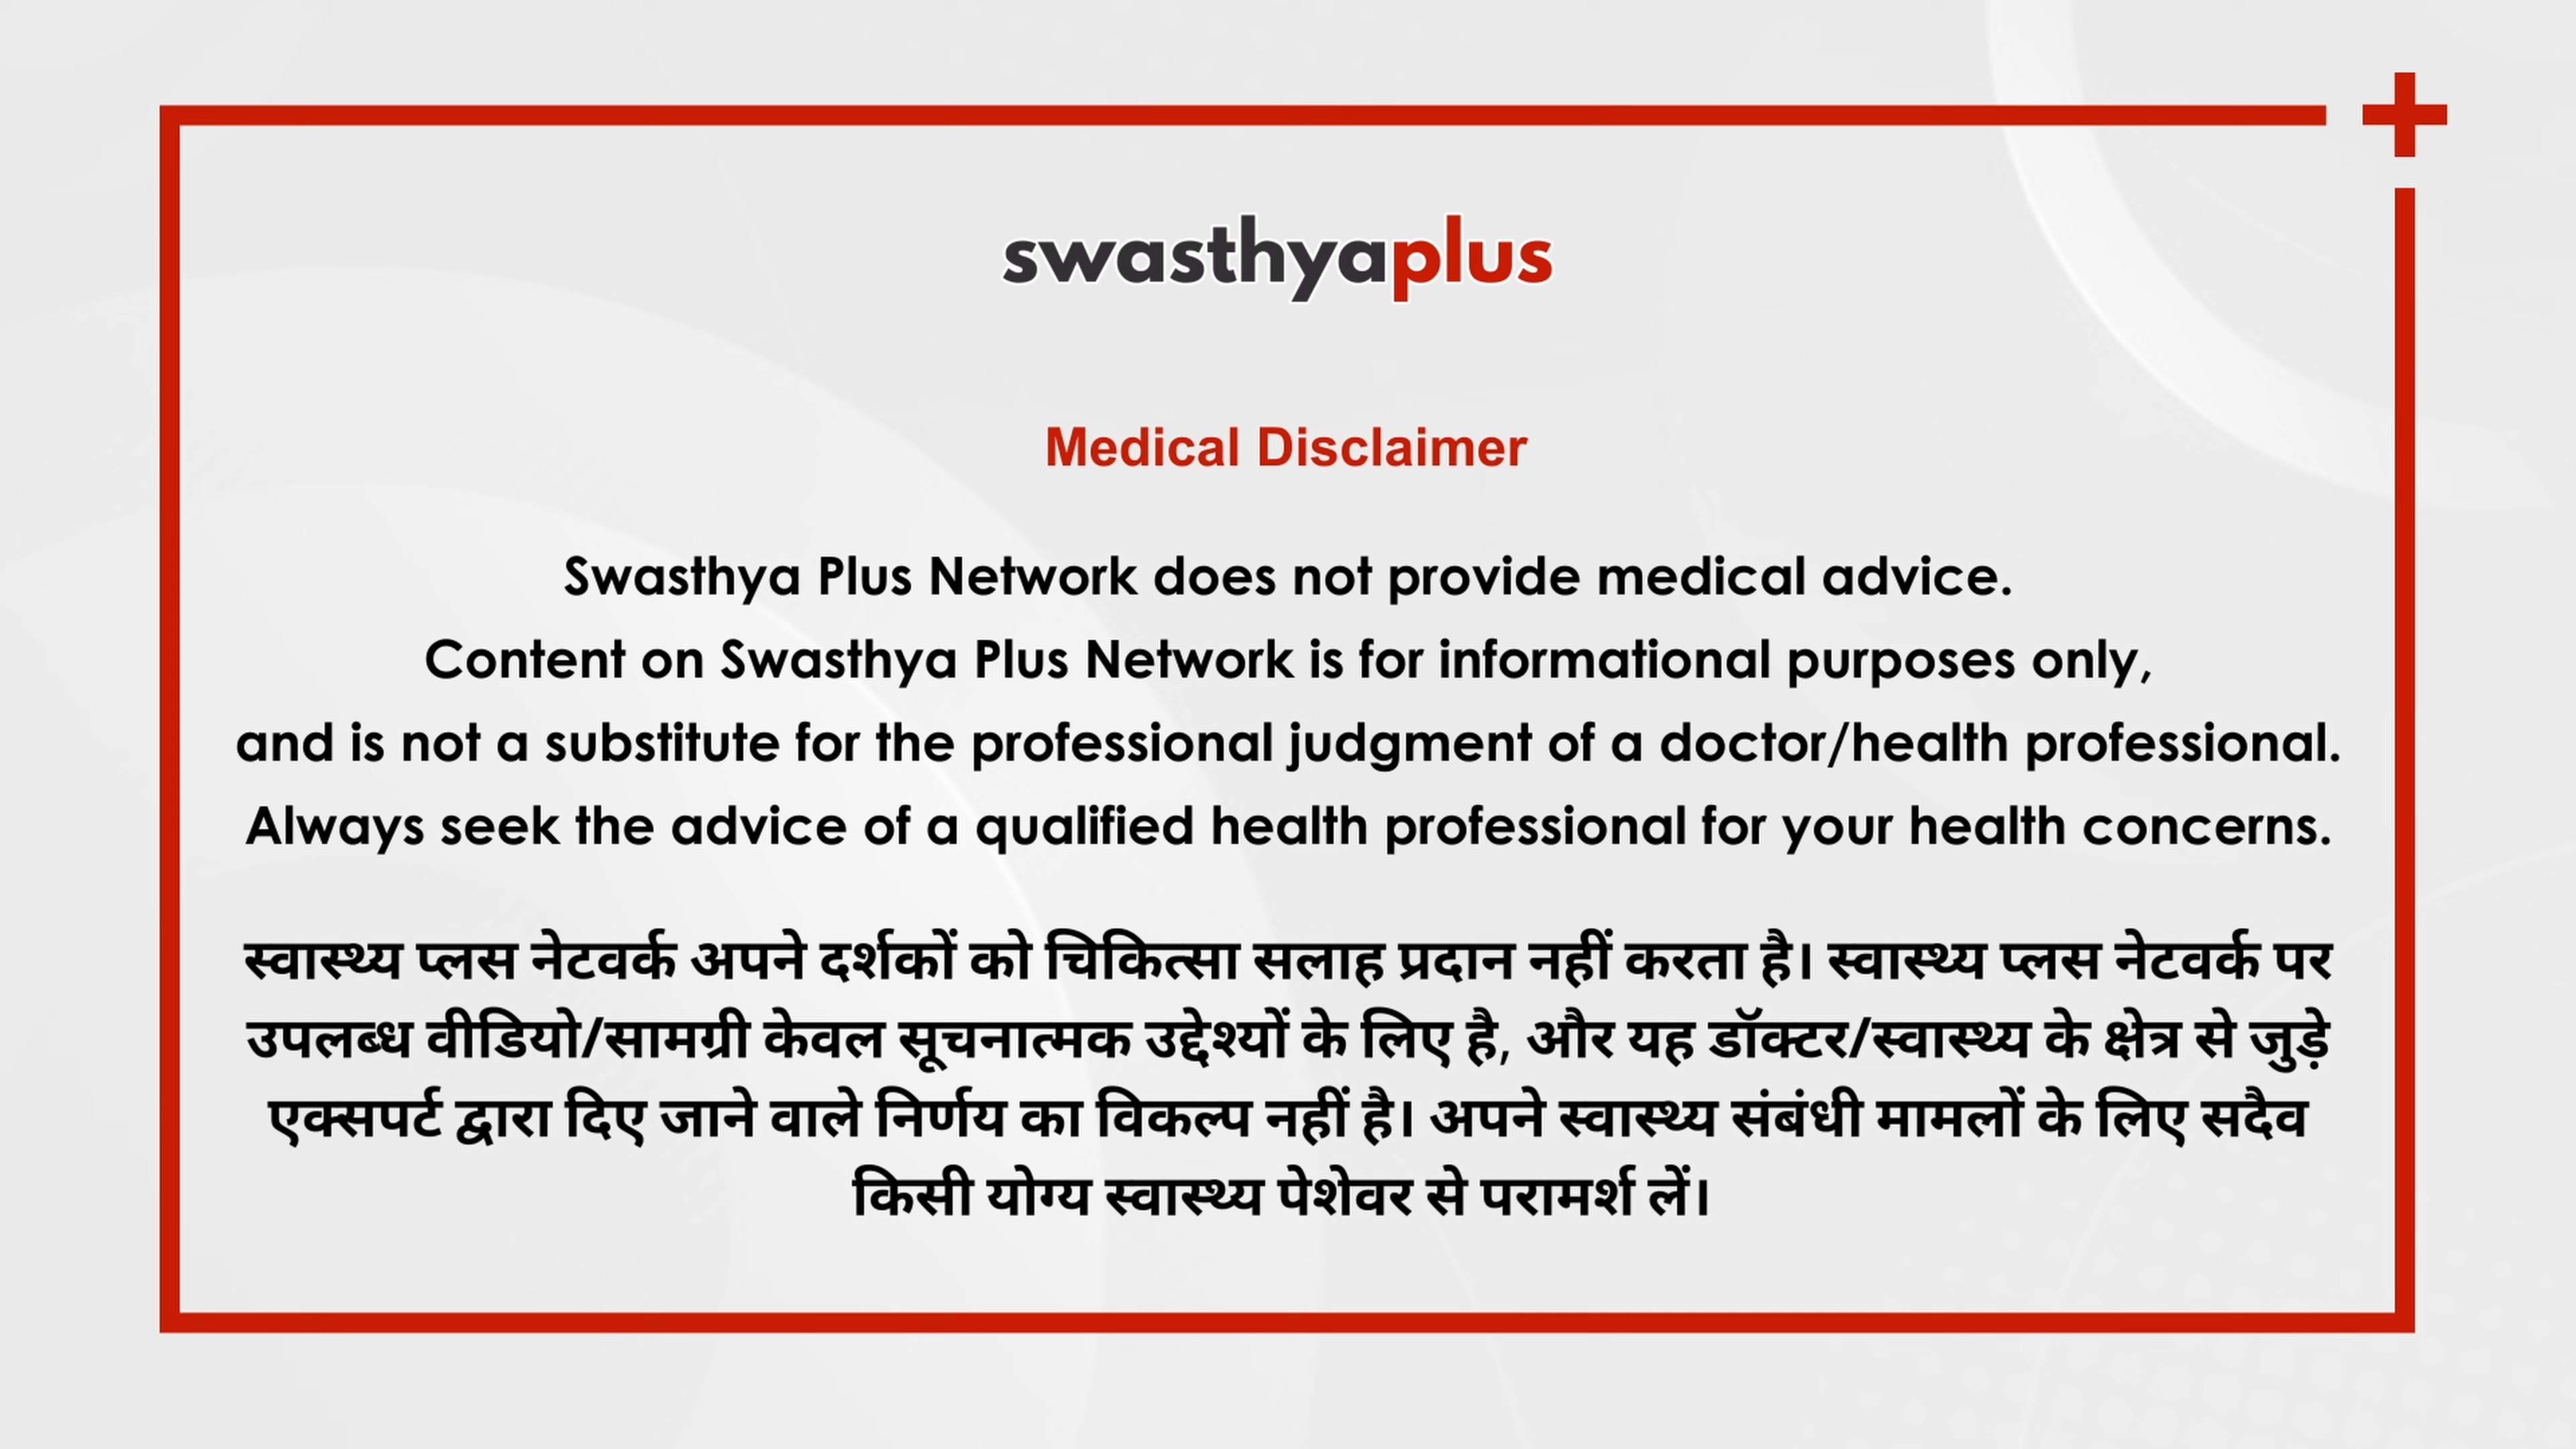 swasthyaplus
Medical Disclaimer
Swasthya Plus Network does not provide medical advice.
Content on Swasthya Plus Network is for informational purposes only,
and is not a substitute for the professional judgment of a doctor/health professional.
Always seek the advice of a qualified health professional for your health concerns.
स्वास्थ्य प्लस नेटवर्क अपने दर्शकों को चिकित्सा सलाह प्रदान नहीं करता है। स्वास्थ्य प्लस नेटवर्क पर
उपलब्ध वीडियो/सामग्री केवल सूचनात्मक उद्देश्यों के लिए है, और यह डॉक्टर/स्वास्थ्य के क्षेत्र से जुड़े
एक्सपर्ट द्वारा दिए जाने वाले निर्णय का विकल्प नहीं है। अपने स्वास्थ्य संबंधी मामलों के लिए सदैव
किसी योग्य स्वास्थ्य पेशेवर से परामर्श लें।